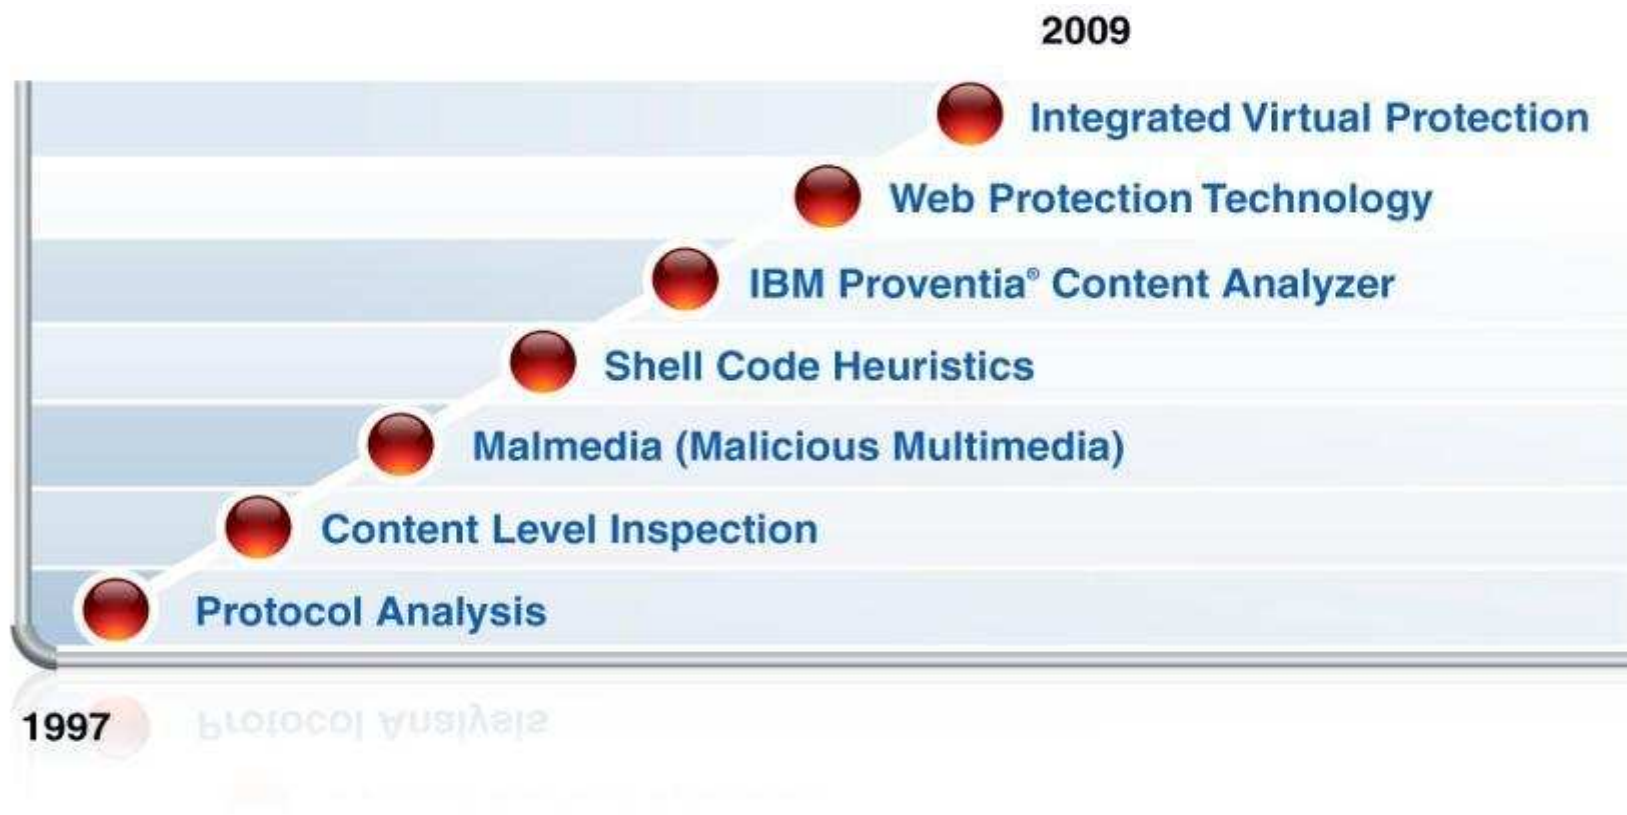 2009
Integrated Virtual Protection
Web Protection Technology
IBM Proventia® Content Analyzer
Shell Code Heuristics
Malmedia (Malicious Multimedia)
Content Level Inspection
Protocol Analysis
1997